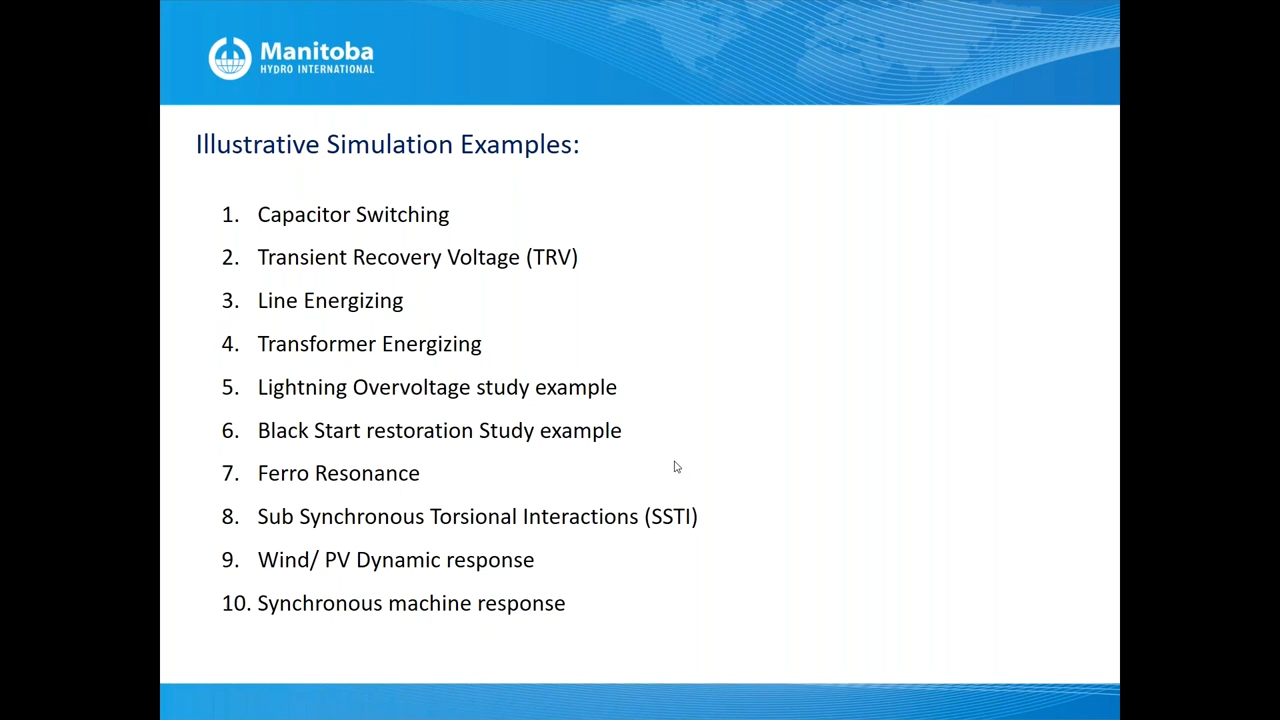 Manitoba
HYDRO INTERNATIONAL
Illustrative Simulation Examples:
1. Capacitor Switching
2. Transient Recovery Voltage (TRV)
3. Line Energizing
4. Transformer Energizing
5. Lightning Overvoltage study example
6. Black Start restoration Study example
7. Ferro Resonance
8. Sub Synchronous Torsional Interactions (SSTI)
9. Wind/ PV Dynamic response
10. Synchronous machine response